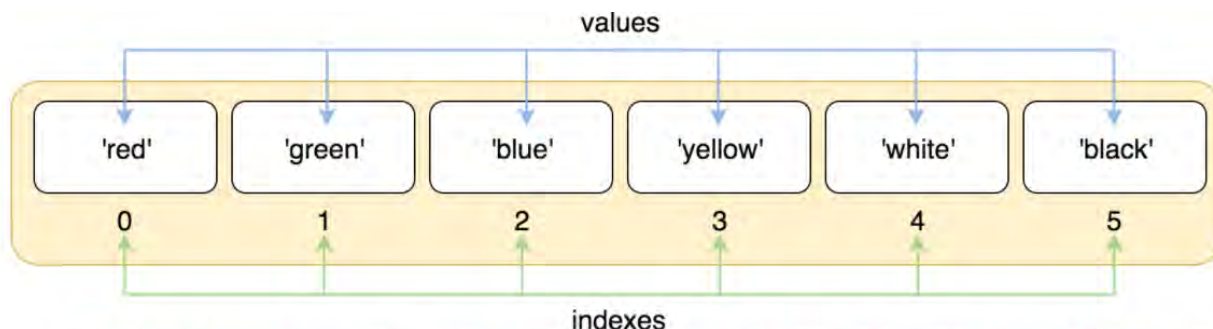 values
'red' 'green' 'blue' 'yellow' 'white' 'black'
0 1 2 3 4 5
indexes